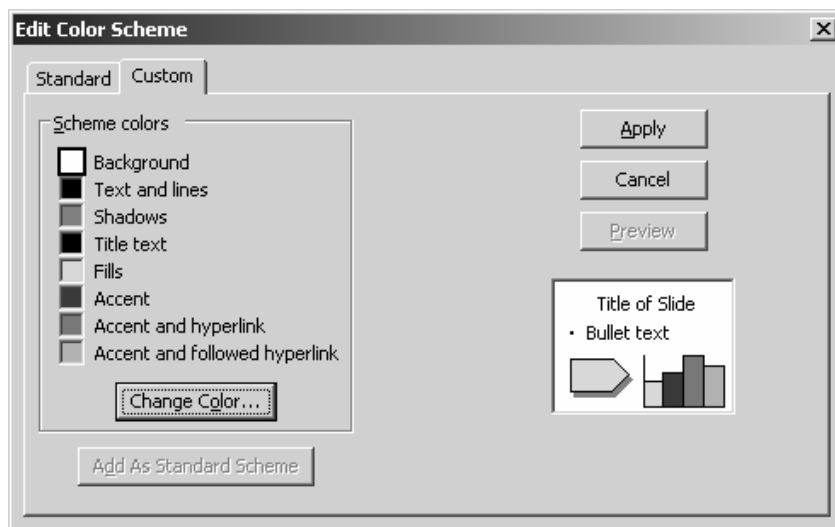 Edit Color Scheme
Standard
Custom
Scheme colors
Background
Text and lines
Shadows
Title text
Fills
Accent
Accent and hyperlink
Accent and followed hyperlink
Change Color...
Add As Standard Scheme
Apply
Cancel
Preview
Title of Slide
• Bullet text